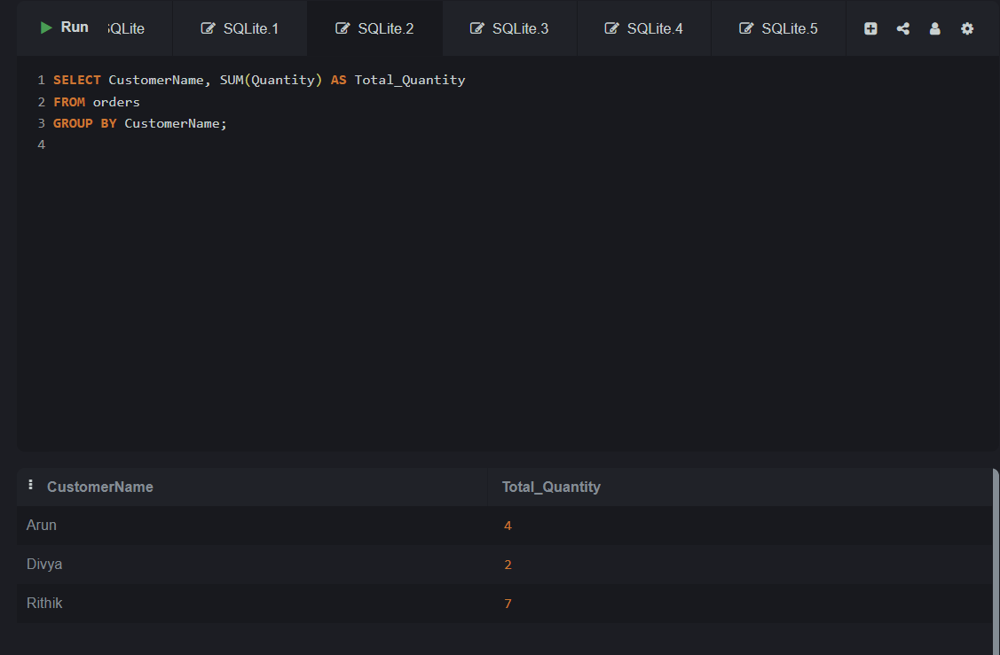 Run SQLite SQLite.1 SQLite.2 SQLite.3 SQLite.4 SQLite.5
1 SELECT CustomerName, SUM(Quantity) AS Total_Quantity
2 FROM orders
3 GROUP BY CustomerName;
4
CustomerName Total_Quantity
Arun 4
Divya 2
Rithik 7